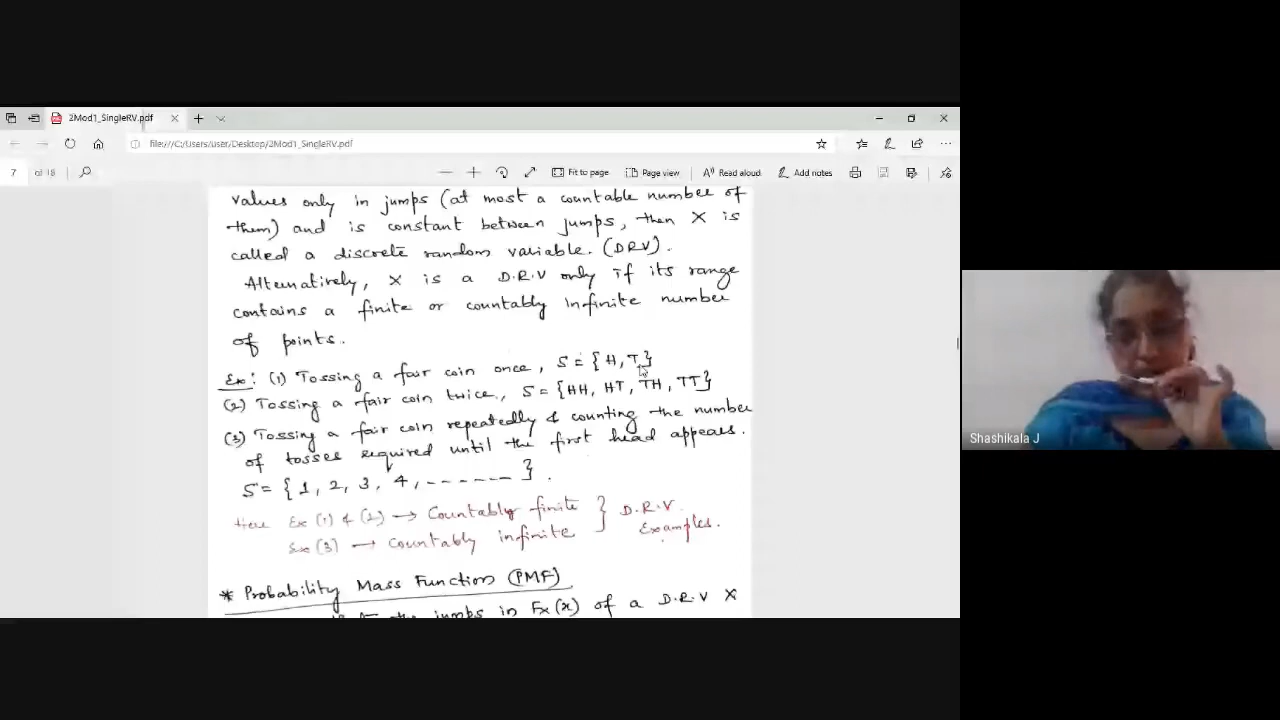 2Mod1_SingleRV.pdf
file:///C:/Users/user/Desktop/2Mod1_SingleRV.pdf
7 of 18 Fit to page Page view Read aloud Add notes
values only in jumps (at most a countable number of
them) and is constant between jumps, then X is
called a discrete random variable. (DRV).
Alternatively, X is a D.R.V only if its range
contains a finite or countably infinite number
of points.
Ex: (1) Tossing a fair coin once, S = {H,T}
(2) Tossing a fair coin twice, S = {HH, HT, TH, TT}
(3) Tossing a fair coin repeatedly & counting the number
of tosses required until the first head appears.
S = {1, 2, 3, 4, ------ }.
Here Ex (1) & (2) → Countably finite } D.R.V
Ex (3) → Countably infinite Examples.
* Probability Mass Function (PMF)
the jumps in Fx(x) of a D.R.V X
Shashikala J